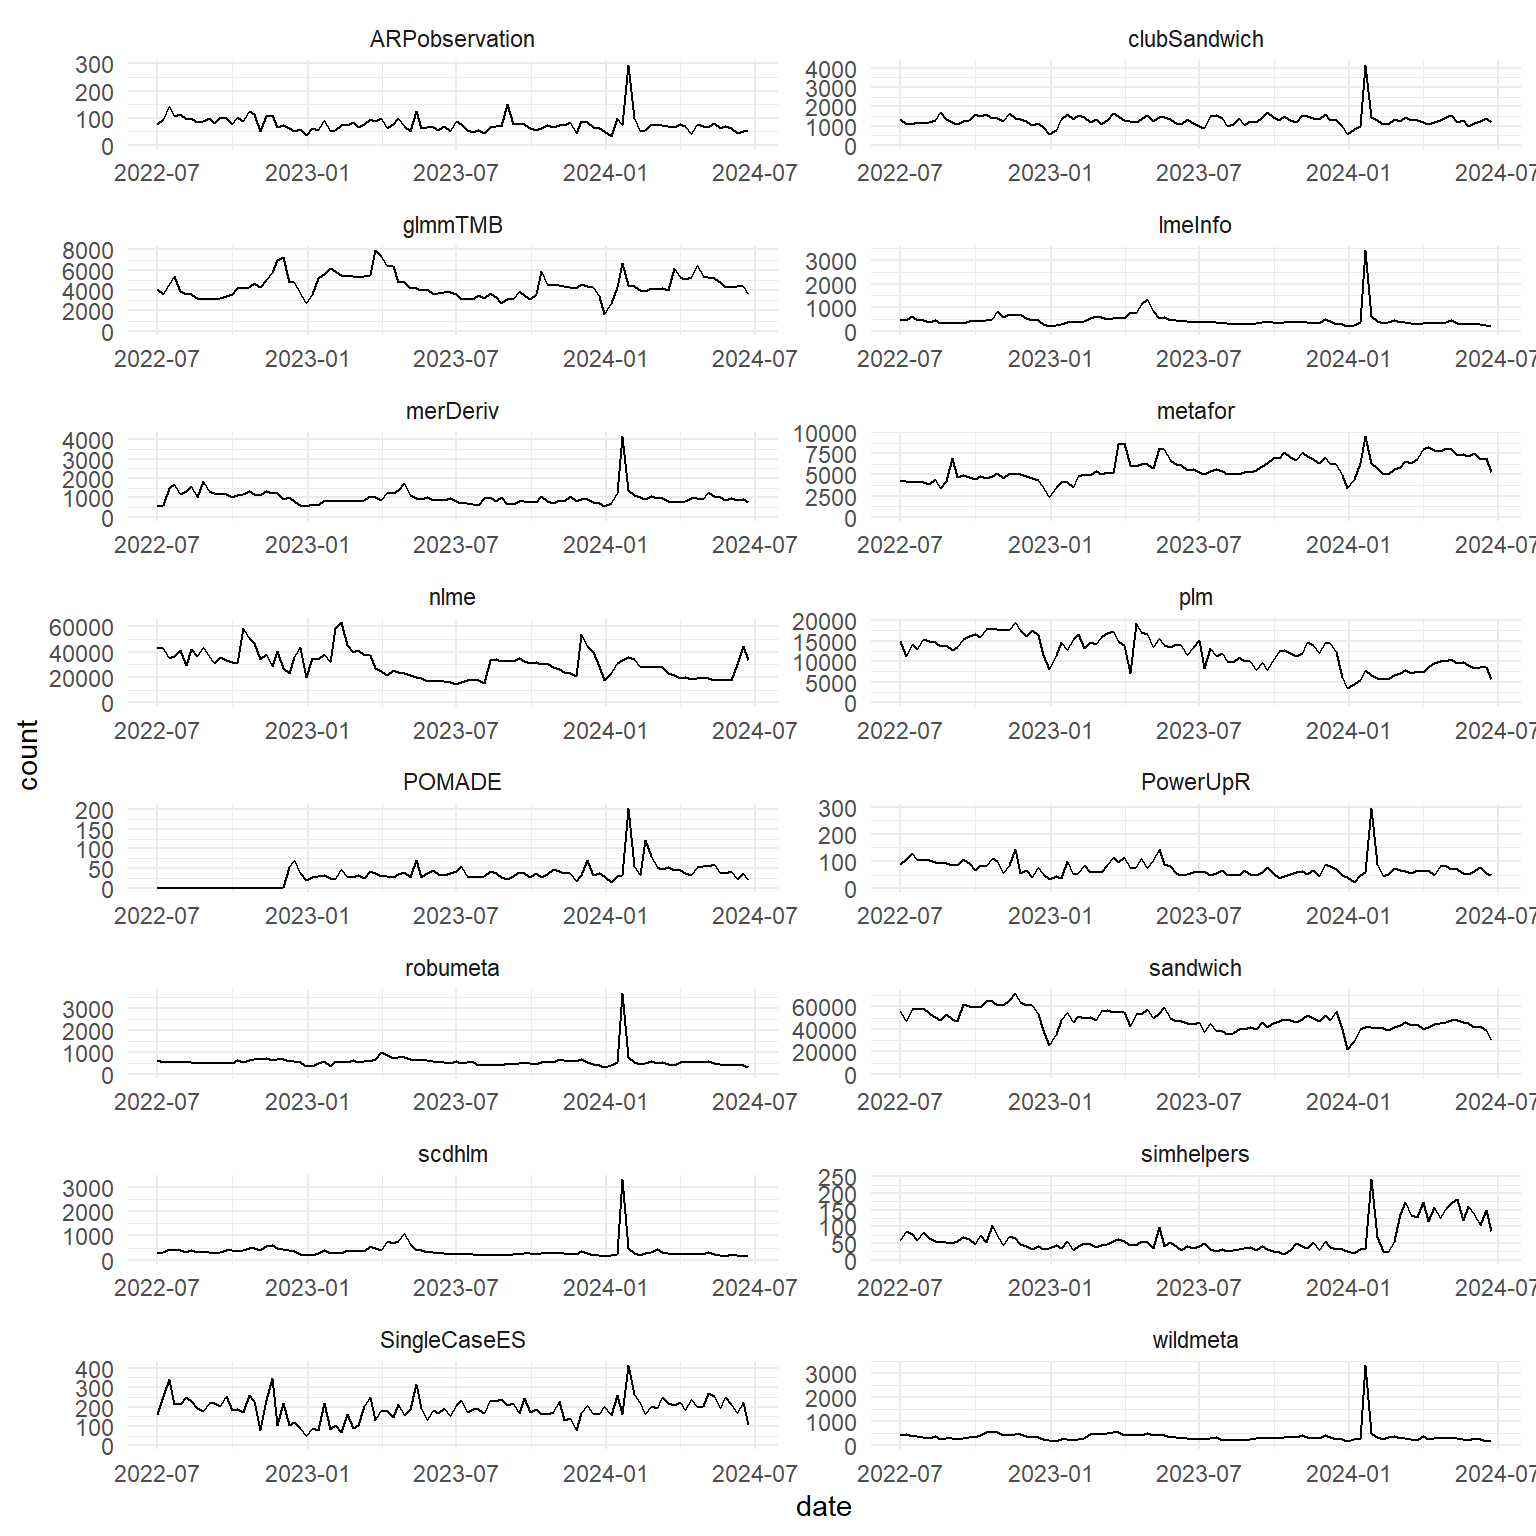 ARPobservation clubSandwich
300 4000
200 3000
100 2000
0 1000
0
2022-07 2023-01 2023-07 2024-01 2024-07 2022-07 2023-01 2023-07 2024-01 2024-07
glmmTMB lmeInfo
8000 3000
6000 2000
4000 1000
2000 0
0
2022-07 2023-01 2023-07 2024-01 2024-07 2022-07 2023-01 2023-07 2024-01 2024-07
merDeriv metafor
4000 10000
3000 7500
2000 5000
1000 2500
0 0
2022-07 2023-01 2023-07 2024-01 2024-07 2022-07 2023-01 2023-07 2024-01 2024-07
nlme plm
60000 20000
40000 15000
20000 10000
0 5000
0
2022-07 2023-01 2023-07 2024-01 2024-07 2022-07 2023-01 2023-07 2024-01 2024-07
count
POMADE PowerUpR
200 300
150 200
100 100
50 0
0
2022-07 2023-01 2023-07 2024-01 2024-07 2022-07 2023-01 2023-07 2024-01 2024-07
robumeta sandwich
3000 60000
2000 40000
1000 20000
0 0
2022-07 2023-01 2023-07 2024-01 2024-07 2022-07 2023-01 2023-07 2024-01 2024-07
scdhlm simhelpers
3000 250
2000 200
1000 150
0 100
50
0
2022-07 2023-01 2023-07 2024-01 2024-07 2022-07 2023-01 2023-07 2024-01 2024-07
SingleCaseES wildmeta
400 3000
300 2000
200 1000
100 0
0
2022-07 2023-01 2023-07 2024-01 2024-07 2022-07 2023-01 2023-07 2024-01 2024-07
date